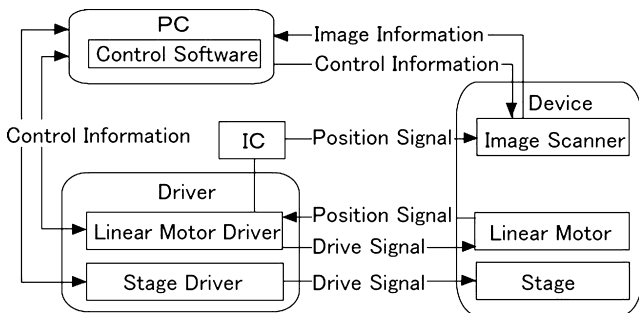 PC
Control Software
Image Information
Control Information
Device
Control Information
IC
Position Signal
Image Scanner
Driver
Linear Motor Driver
Position Signal
Drive Signal
Linear Motor
Stage Driver
Drive Signal
Stage